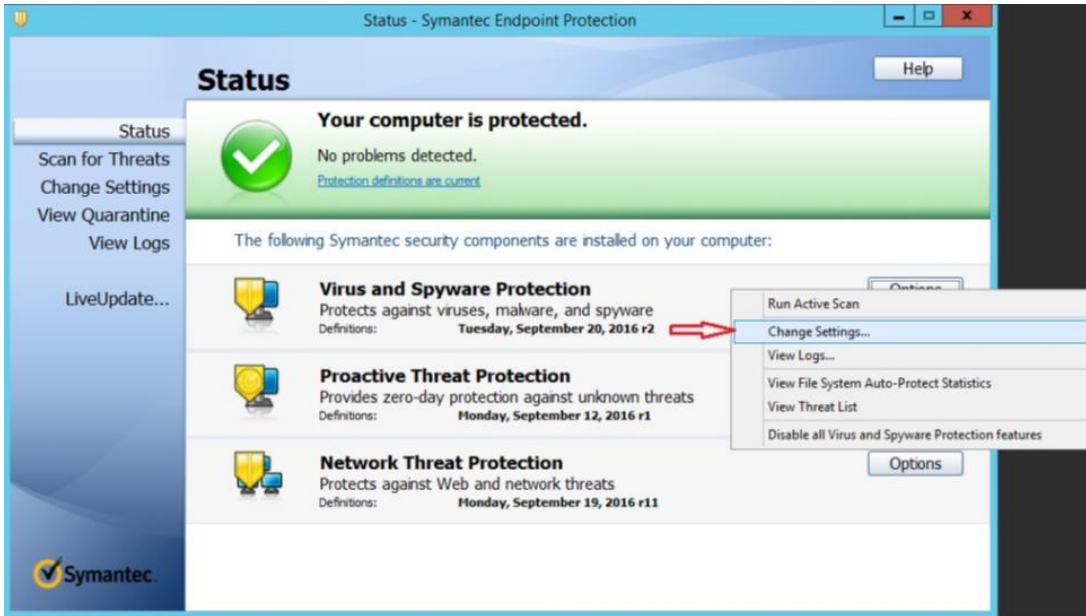 Status - Symantec Endpoint Protection
Status
Help
Status
Scan for Threats
Change Settings
View Quarantine
View Logs
LiveUpdate...
Your computer is protected.
No problems detected.
Protection definitions are current
The following Symantec security components are installed on your computer:
Virus and Spyware Protection
Protects against viruses, malware, and spyware
Definitions: Tuesday, September 20, 2016 r2
Options
Run Active Scan
Change Settings...
View Logs...
View File System Auto-Protect Statistics
View Threat List
Disable all Virus and Spyware Protection features
Proactive Threat Protection
Provides zero-day protection against unknown threats
Definitions: Monday, September 12, 2016 r1
Network Threat Protection
Protects against Web and network threats
Definitions: Monday, September 19, 2016 r11
Options
Symantec.